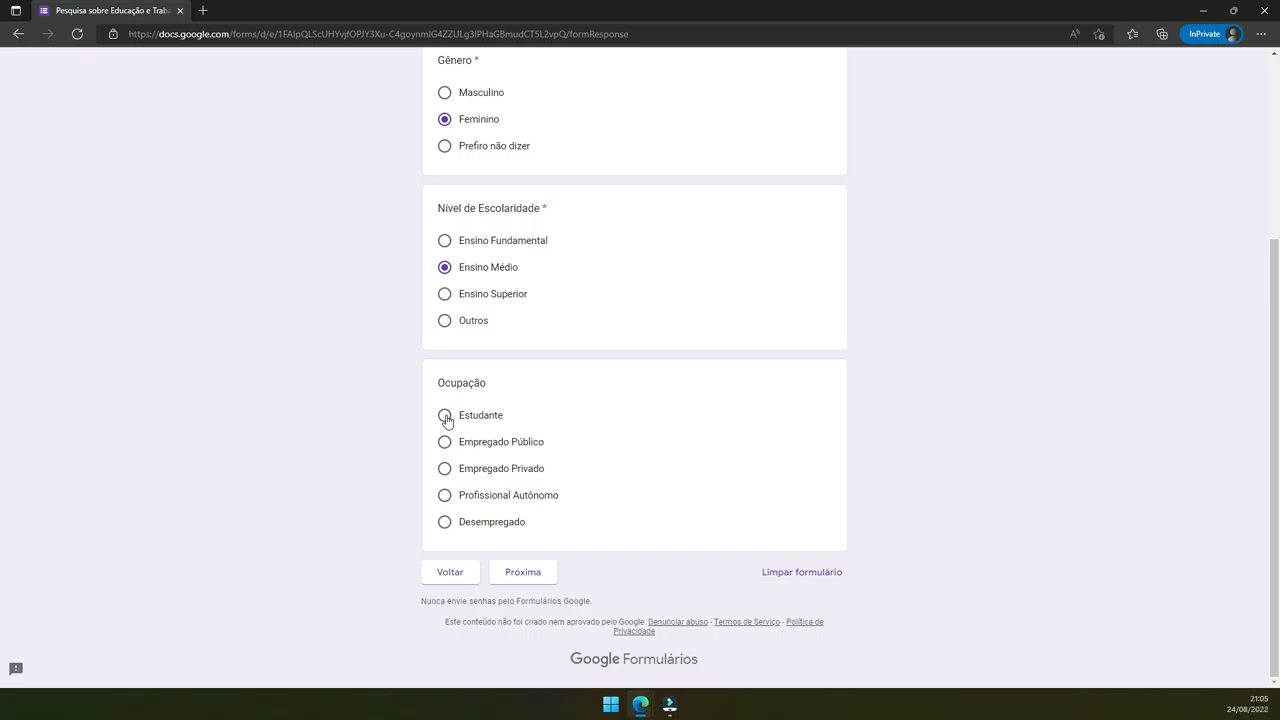 Pesquisa sobre Educação e Trab
https://docs.google.com/forms/d/e/1FAIpQLScUHYvjfOPJY3Xu-C4goynmIG4ZZULg3IPHaGBmudCT5L2vpQ/formResponse
InPrivate
Gênero *
Masculino
Feminino
Prefiro não dizer
Nível de Escolaridade *
Ensino Fundamental
Ensino Médio
Ensino Superior
Outros
Ocupação
Estudante
Empregado Público
Empregado Privado
Profissional Autônomo
Desempregado
Voltar
Próxima
Limpar formulário
Nunca envie senhas pelo Formulários Google.
Este conteúdo não foi criado nem aprovado pelo Google. Denunciar abuso - Termos de Serviço - Política de
Privacidade
Google Formulários
21:05
24/08/2022